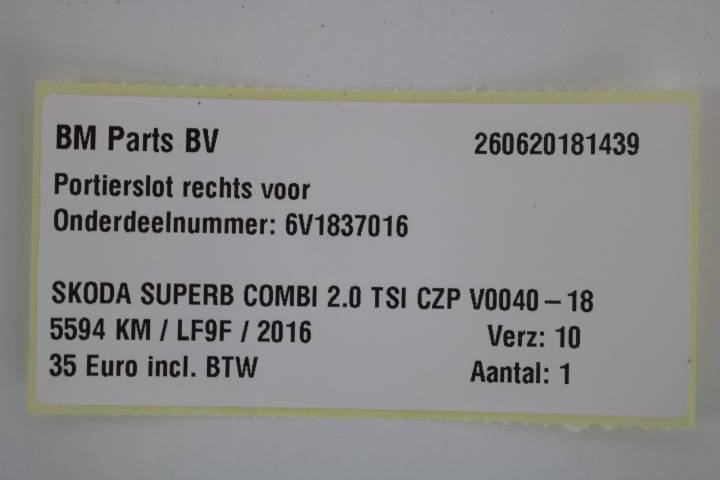 BM Parts BV 260620181439
Portierslot rechts voor
Onderdeelnummer: 6V1837016
SKODA SUPERB COMBI 2.0 TSI CZP V0040 – 18
5594 KM / LF9F / 2016 Verz: 10
35 Euro incl. BTW Aantal: 1